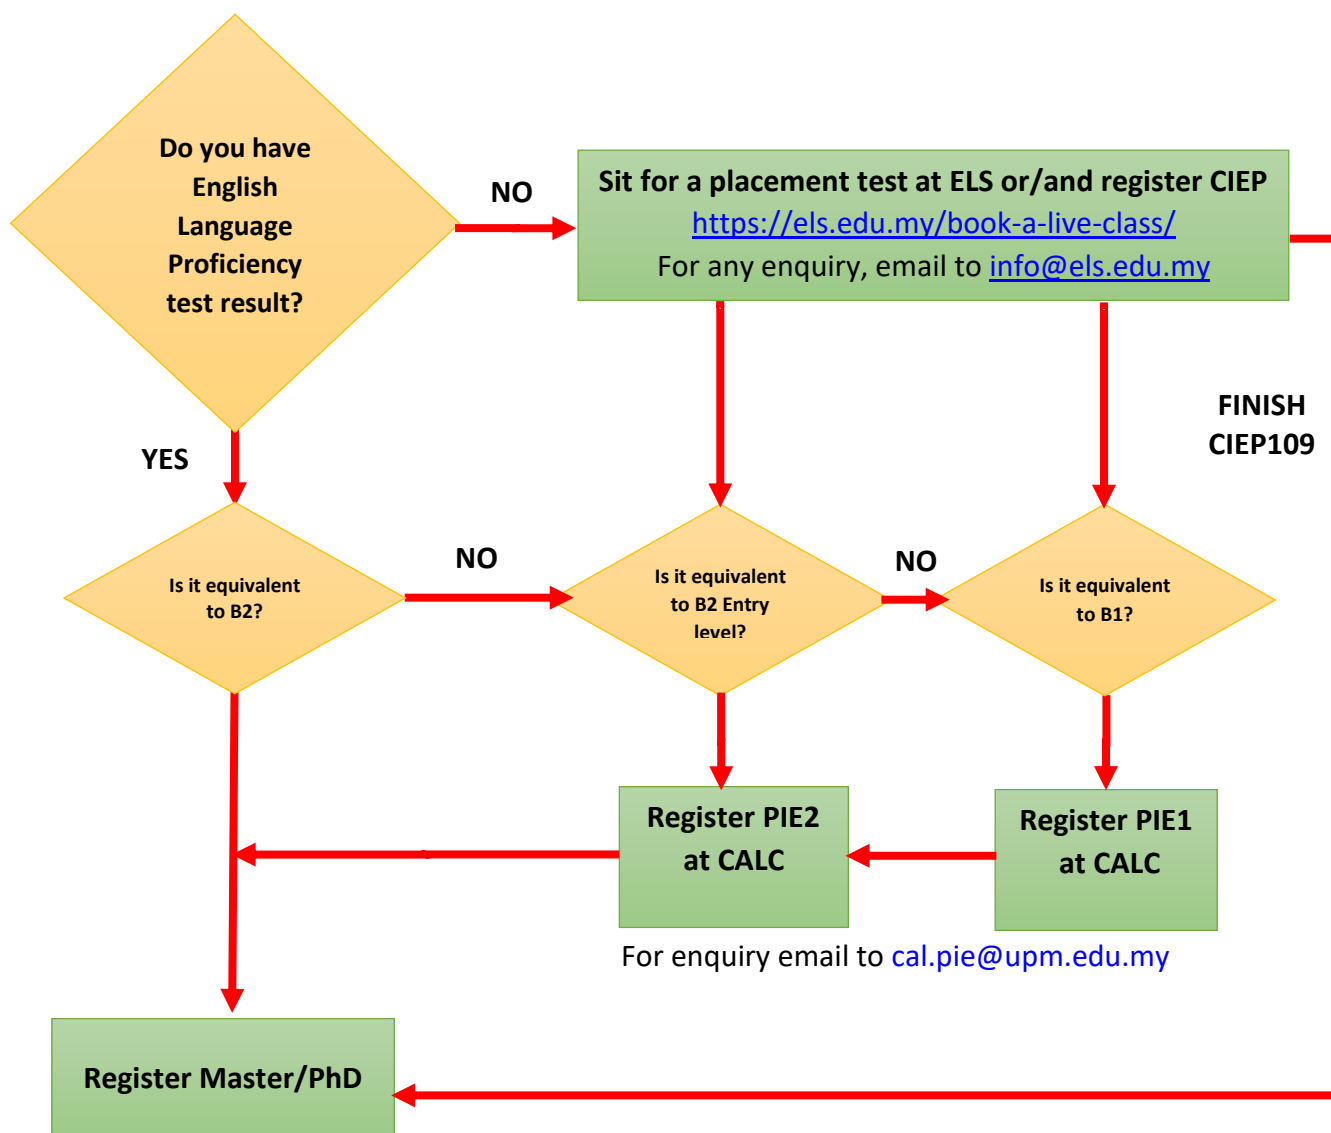 Do you have
English
Language
Proficiency
test result?
NO
Sit for a placement test at ELS or/and register CIEP
https://els.edu.my/book-a-live-class/
For any enquiry, email to info@els.edu.my
FINISH
CIEP109
YES
Is it equivalent
to B2?
NO
Is it equivalent
to B2 Entry
level?
NO
Is it equivalent
to B1?
Register PIE2
at CALC
Register PIE1
at CALC
For enquiry email to cal.pie@upm.edu.my
Register Master/PhD